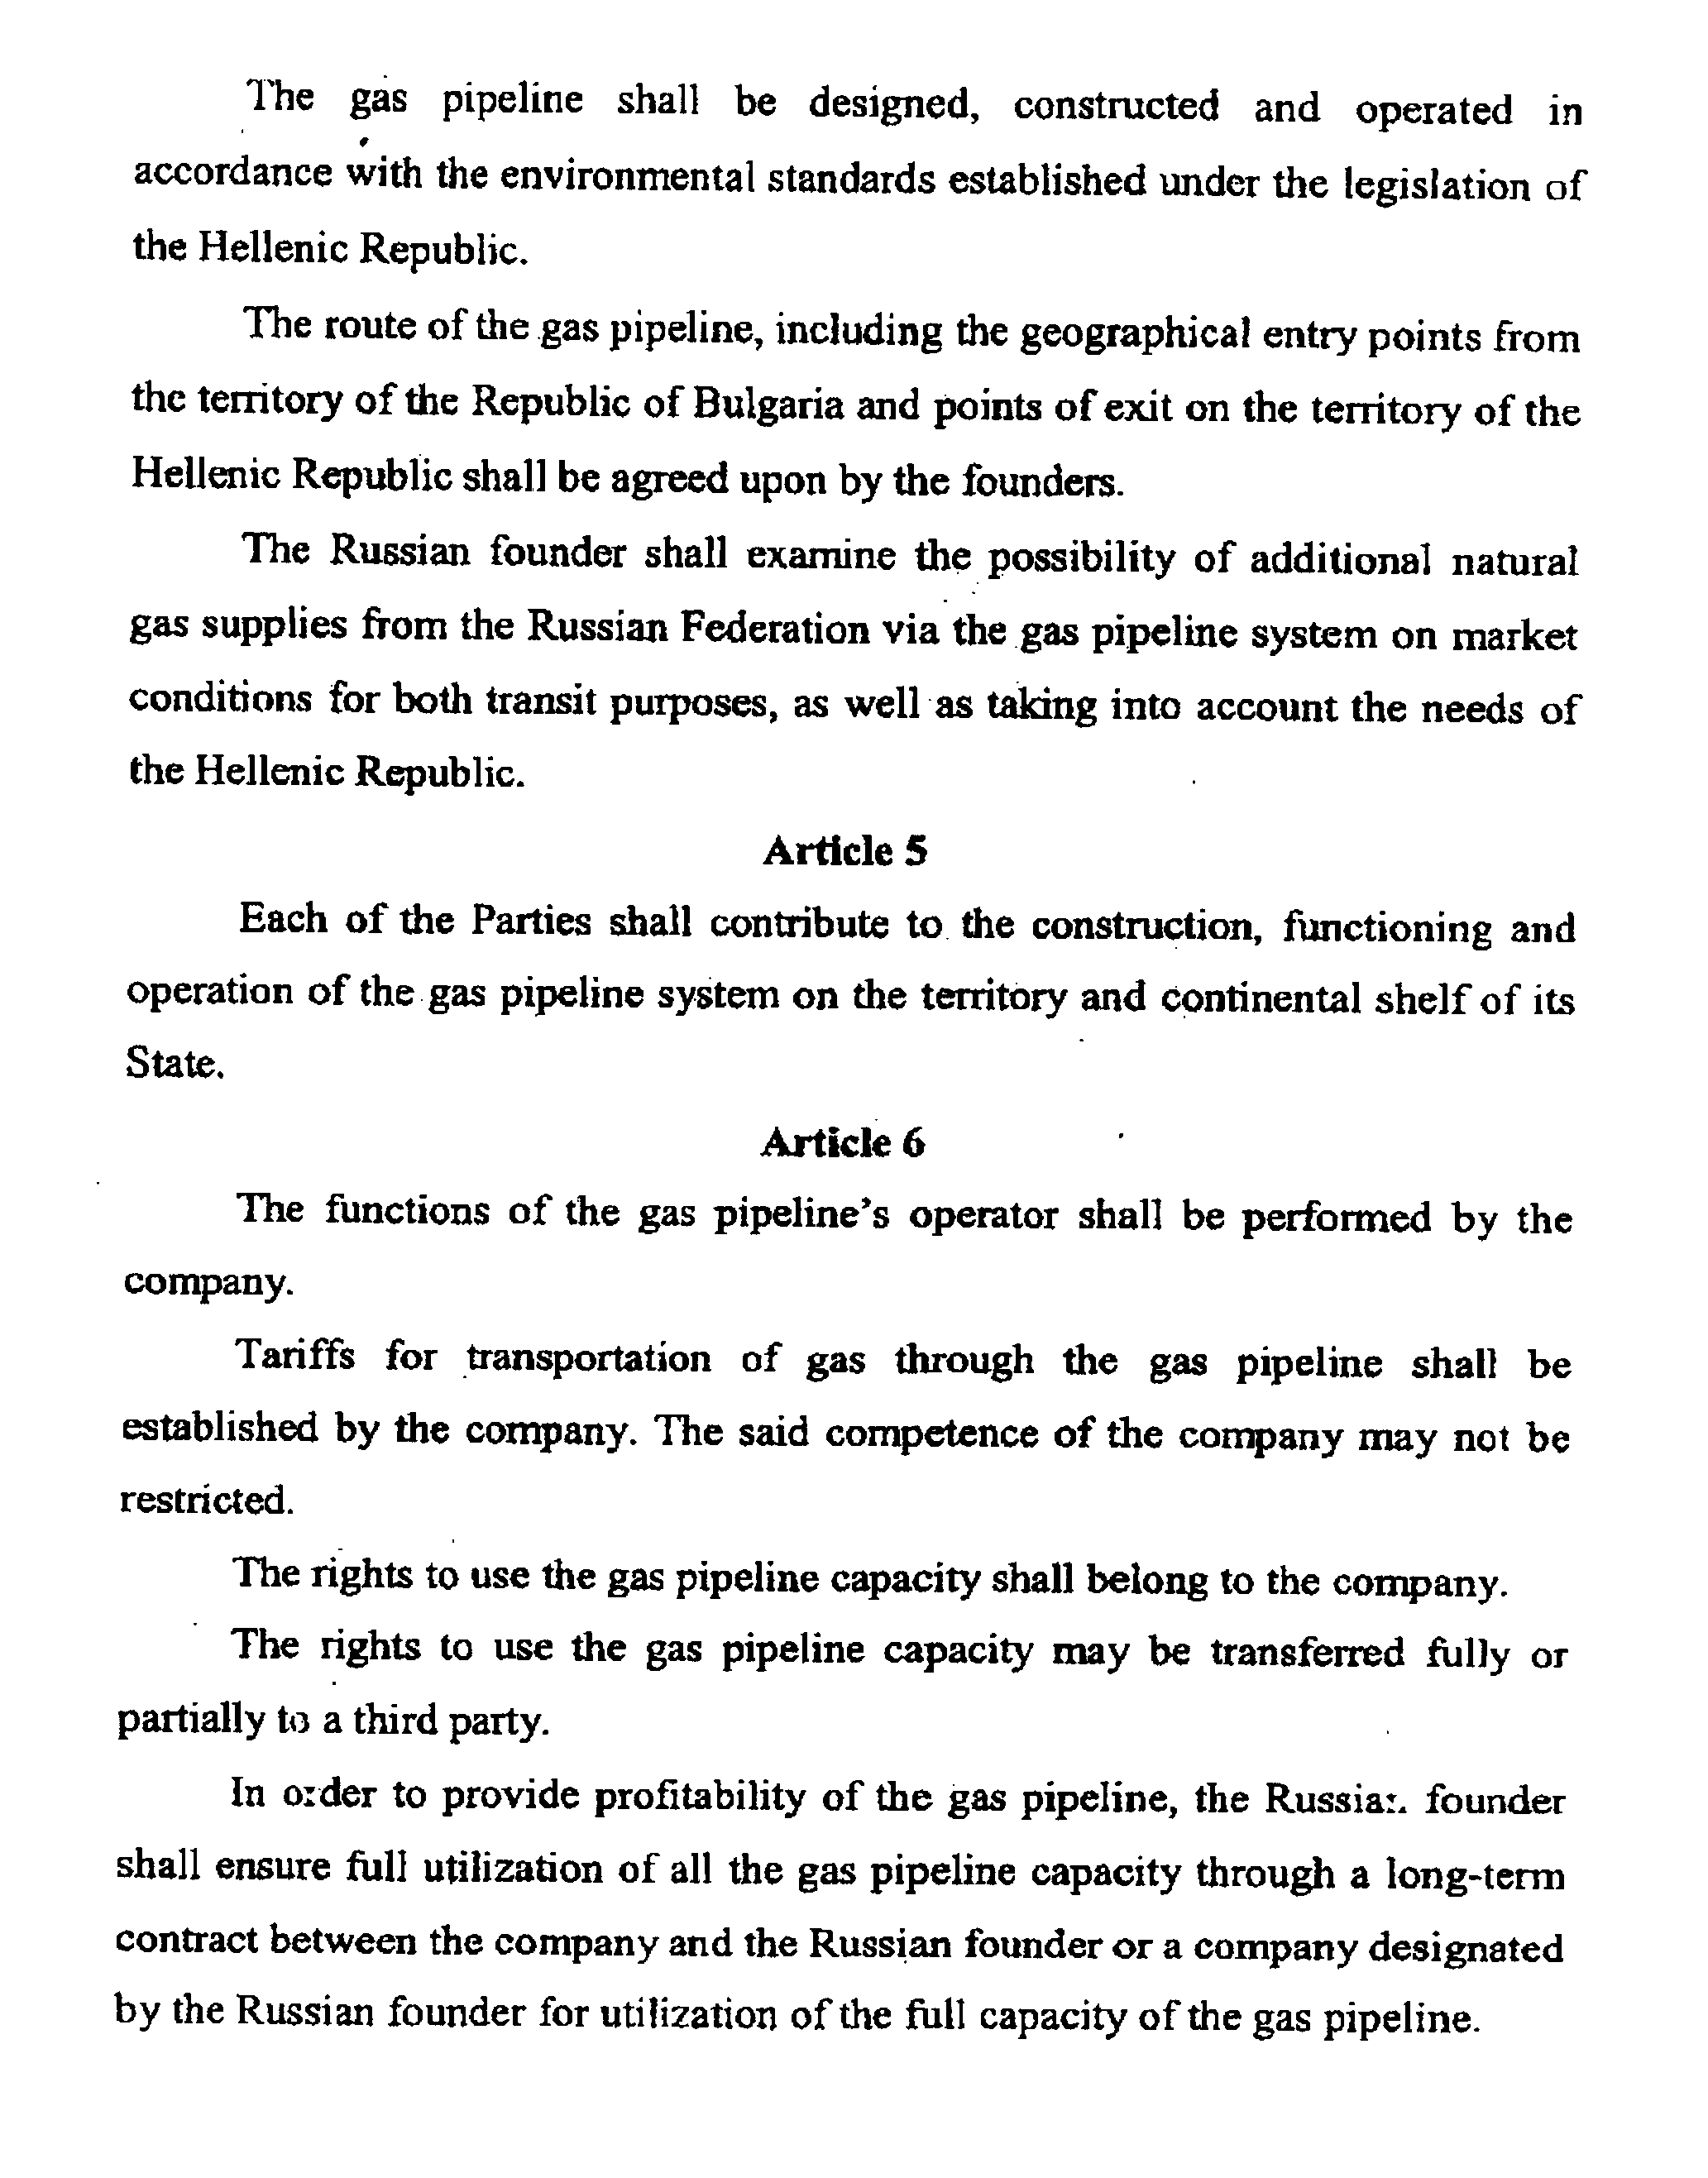 The gas pipeline shall be designed, constructed and operated in
accordance with the environmental standards established under the legislation of
the Hellenic Republic.
The route of the gas pipeline, including the geographical entry points from
the territory of the Republic of Bulgaria and points of exit on the territory of the
Hellenic Republic shall be agreed upon by the founders.
The Russian founder shall examine the possibility of additional natural
gas supplies from the Russian Federation via the gas pipeline system on market
conditions for both transit purposes, as well as taking into account the needs of
the Hellenic Republic.
Article 5
Each of the Parties shall contribute to the construction, functioning and
operation of the gas pipeline system on the territory and continental shelf of its
State.
Article 6
The functions of the gas pipeline's operator shall be performed by the
company.
Tariffs for transportation of gas through the gas pipeline shall be
established by the company. The said competence of the company may not be
restricted.
The rights to use the gas pipeline capacity shall belong to the company.
The rights to use the gas pipeline capacity may be transferred fully or
partially to a third party.
In order to provide profitability of the gas pipeline, the Russian founder
shall ensure full utilization of all the gas pipeline capacity through a long-term
contract between the company and the Russian founder or a company designated
by the Russian founder for utilization of the full capacity of the gas pipeline.